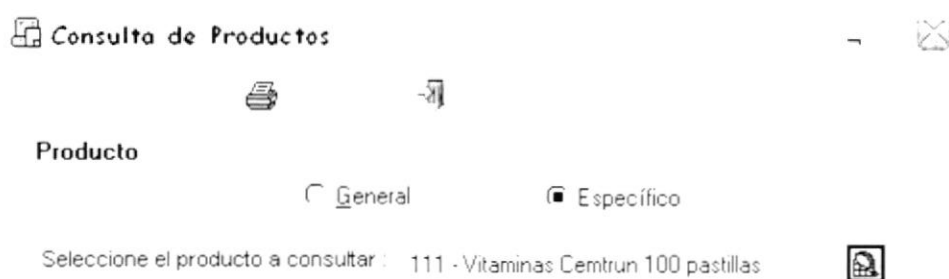 Consulta de Productos
Producto
General
Específico
Seleccione el producto a consultar : 111 - Vitaminas Cemtrun 100 pastillas